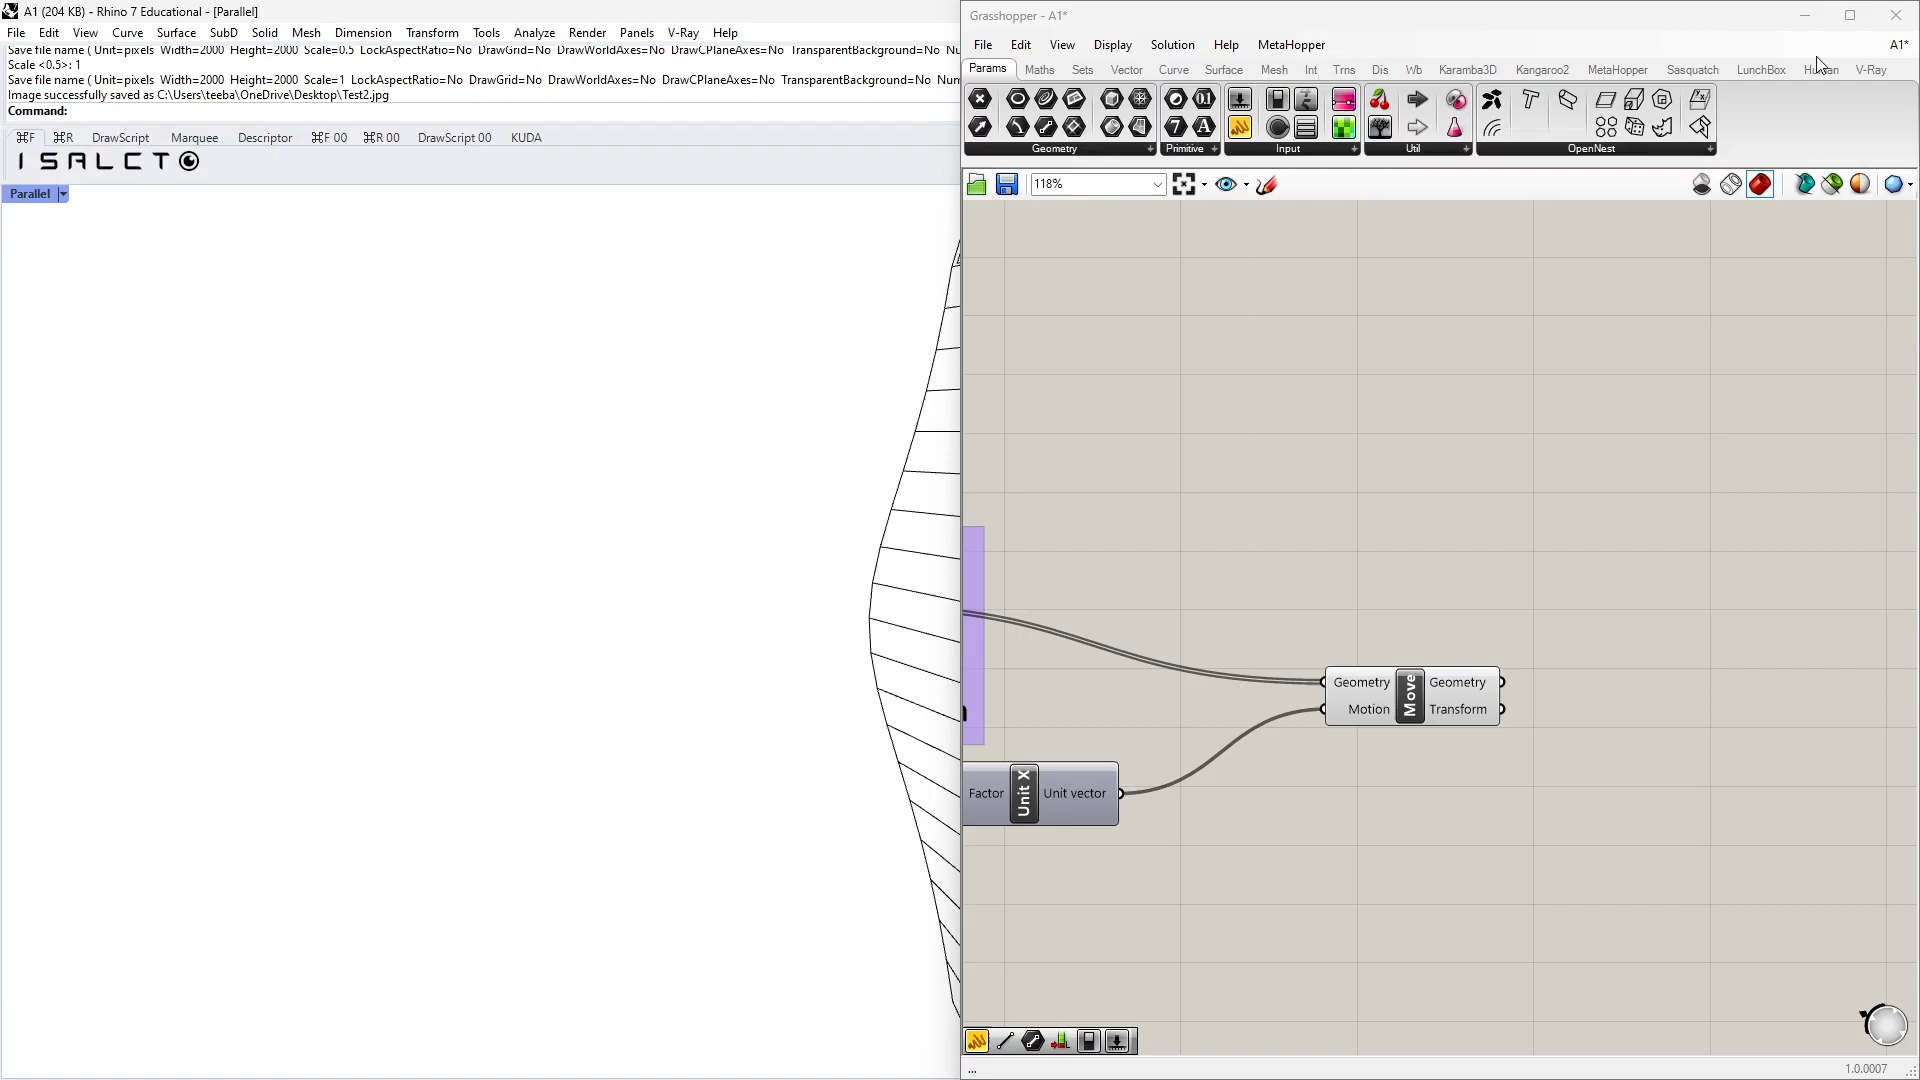 A1 (204 KB) - Rhino 7 Educational - [Parallel]
File Edit View Curve Surface SubD Solid Mesh Dimension Transform Tools Analyze Render Panels V-Ray Help
Save file name ( Unit=pixels Width=2000 Height=2000 Scale=0.5 LockAspectRatio=No DrawGrid=No DrawWorldAxes=No DrawCPlaneAxes=No TransparentBackground=No
Scale <0.5>: 1
Save file name ( Unit=pixels Width=2000 Height=2000 Scale=1 LockAspectRatio=No DrawGrid=No DrawWorldAxes=No DrawCPlaneAxes=No TransparentBackground=No Num
Image successfully saved as C:\Users\teeba\OneDrive\Desktop\Test2.jpg
Command:
⌘F ⌘R DrawScript Marquee Descriptor ⌘F 00 ⌘R 00 DrawScript 00 KUDA
I S A L C T
Parallel
Grasshopper - A1*
File Edit View Display Solution Help MetaHopper A1*
Params Maths Sets Vector Curve Surface Mesh Int Trns Dis Wb Karamba3D Kangaroo2 MetaHopper Sasquatch LunchBox Human V-Ray
Geometry Primitive Input Util OpenNest
118%
Geometry Move Geometry
Motion Transform
Factor Unit X Unit vector
...
1.0.0007